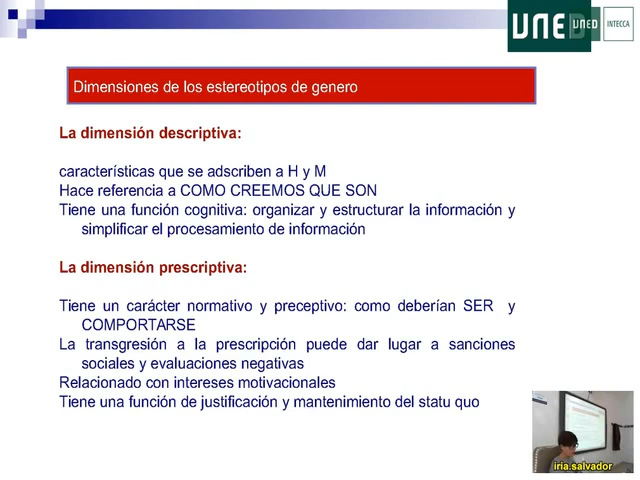 UNED
UNED
INTECCA
Dimensiones de los estereotipos de genero
La dimensión descriptiva:
características que se adscriben a H y M
Hace referencia a COMO CREEMOS QUE SON
Tiene una función cognitiva: organizar y estructurar la información y
simplificar el procesamiento de información
La dimensión prescriptiva:
Tiene un carácter normativo y preceptivo: como deberían SER y
COMPORTARSE
La transgresión a la prescripción puede dar lugar a sanciones
sociales y evaluaciones negativas
Relacionado con intereses motivacionales
Tiene una función de justificación y mantenimiento del statu quo
iria.salvador